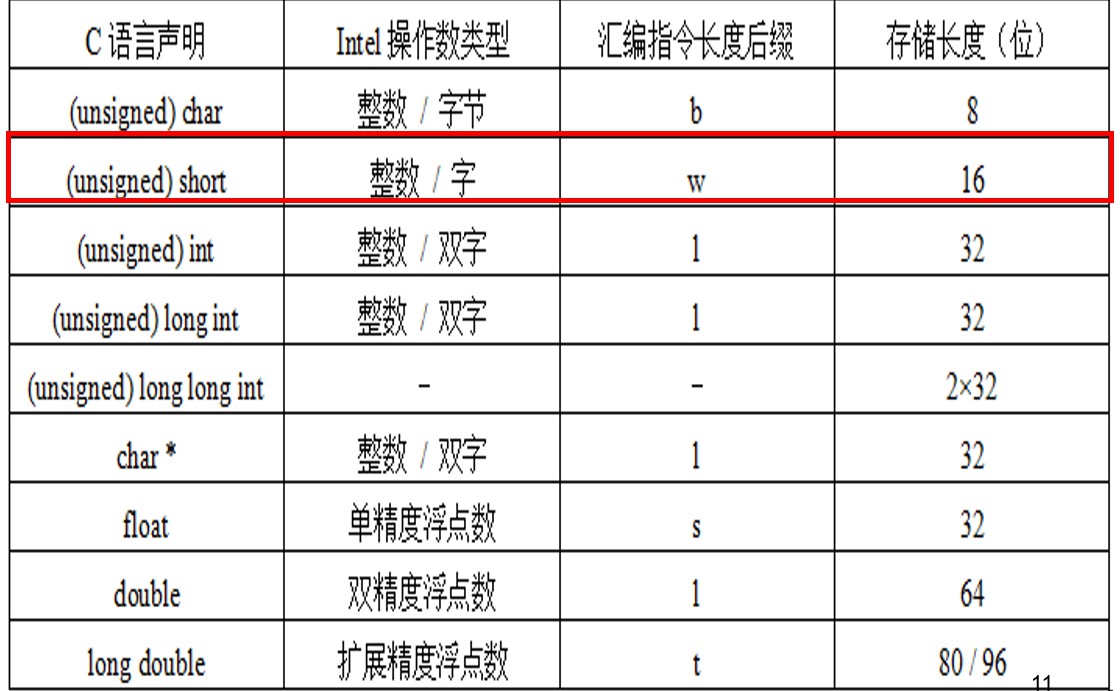 C 语言声明 Intel 操作数类型 汇编指令长度后缀 存储长度（位）
(unsigned) char 整数 / 字节 b 8
(unsigned) short 整数 / 字 w 16
(unsigned) int 整数 / 双字 l 32
(unsigned) long int 整数 / 双字 l 32
(unsigned) long long int – – 2×32
char * 整数 / 双字 l 32
float 单精度浮点数 s 32
double 双精度浮点数 l 64
long double 扩展精度浮点数 t 80 / 96
11